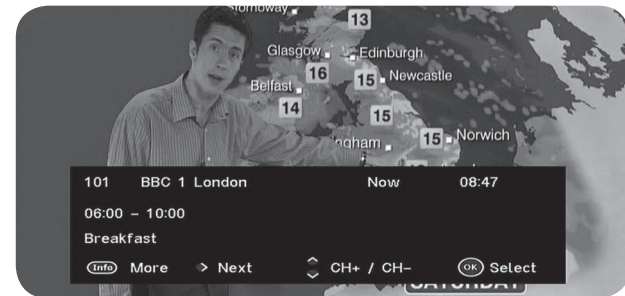 Stornoway
13
Glasgow Edinburgh
16 15 Newcastle
Belfast
14
15
ngham 15 Norwich
101 BBC 1 London Now 08:47
06:00 – 10:00
Breakfast
Info More > Next CH+ / CH– OK Select
SATURDAY